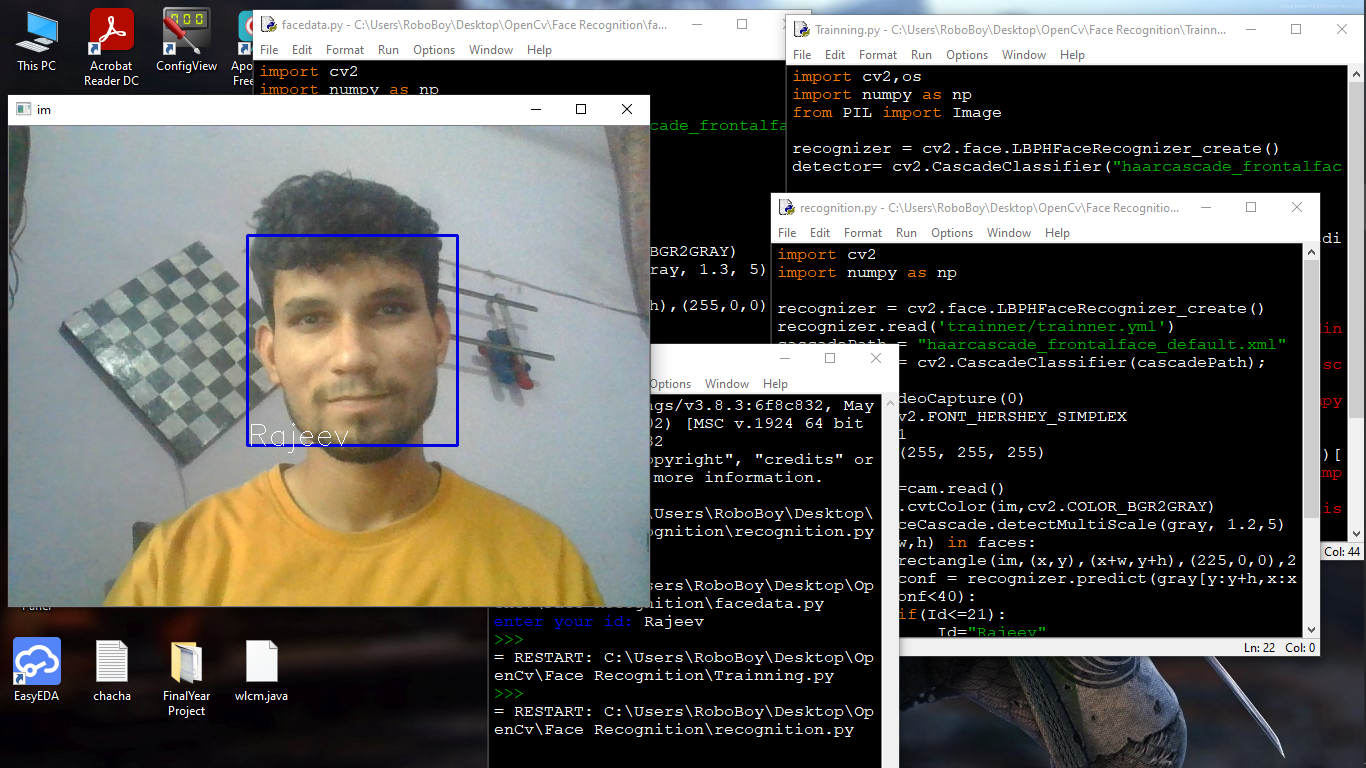 This PC
Acrobat
Reader DC
ConfigView
Apo
Free
facedata.py - C:\Users\RoboBoy\Desktop\OpenCv\Face Recognition\fa...
File Edit Format Run Options Window Help
import cv2
import numpy as np
cade_frontalfa
BGR2GRAY)
ray, 1.3, 5)
h),(255,0,0)
Trainning.py - C:\Users\RoboBoy\Desktop\OpenCv\Face Recognition\Trainn...
File Edit Format Run Options Window Help
import cv2,os
import numpy as np
from PIL import Image
recognizer = cv2.face.LBPHFaceRecognizer_create()
detector= cv2.CascadeClassifier("haarcascade_frontalfac
di
in
sc
py
)[
mp
is
Col: 44
im
Rajeev
recognition.py - C:\Users\RoboBoy\Desktop\OpenCv\Face Recognitio...
File Edit Format Run Options Window Help
import cv2
import numpy as np
recognizer = cv2.face.LBPHFaceRecognizer_create()
recognizer.read('trainner/trainner.yml')
cascadePath = "haarcascade_frontalface_default.xml"
= cv2.CascadeClassifier(cascadePath);
deoCapture(0)
v2.FONT_HERSHEY_SIMPLEX
1
(255, 255, 255)
=cam.read()
.cvtColor(im,cv2.COLOR_BGR2GRAY)
ceCascade.detectMultiScale(gray, 1.2,5)
w,h) in faces:
rectangle(im,(x,y),(x+w,y+h),(225,0,0),2
conf = recognizer.predict(gray[y:y+h,x:x
onf<40):
if(Id<=21):
Id="Rajeev"
Ln: 22 Col: 0
Options Window Help
gs/v3.8.3:6f8c832, May
02) [MSC v.1924 64 bit
32
opyright", "credits" or
more information.
\Users\RoboBoy\Desktop\
gnition\recognition.py
sers\RoboBoy\Desktop\Op
ition\facedata.py
enter your id: Rajeev
>>>
= RESTART: C:\Users\RoboBoy\Desktop\Op
enCv\Face Recognition\Trainning.py
>>>
= RESTART: C:\Users\RoboBoy\Desktop\Op
enCv\Face Recognition\recognition.py
EasyEDA
chacha
FinalYear
Project
wlcm.java